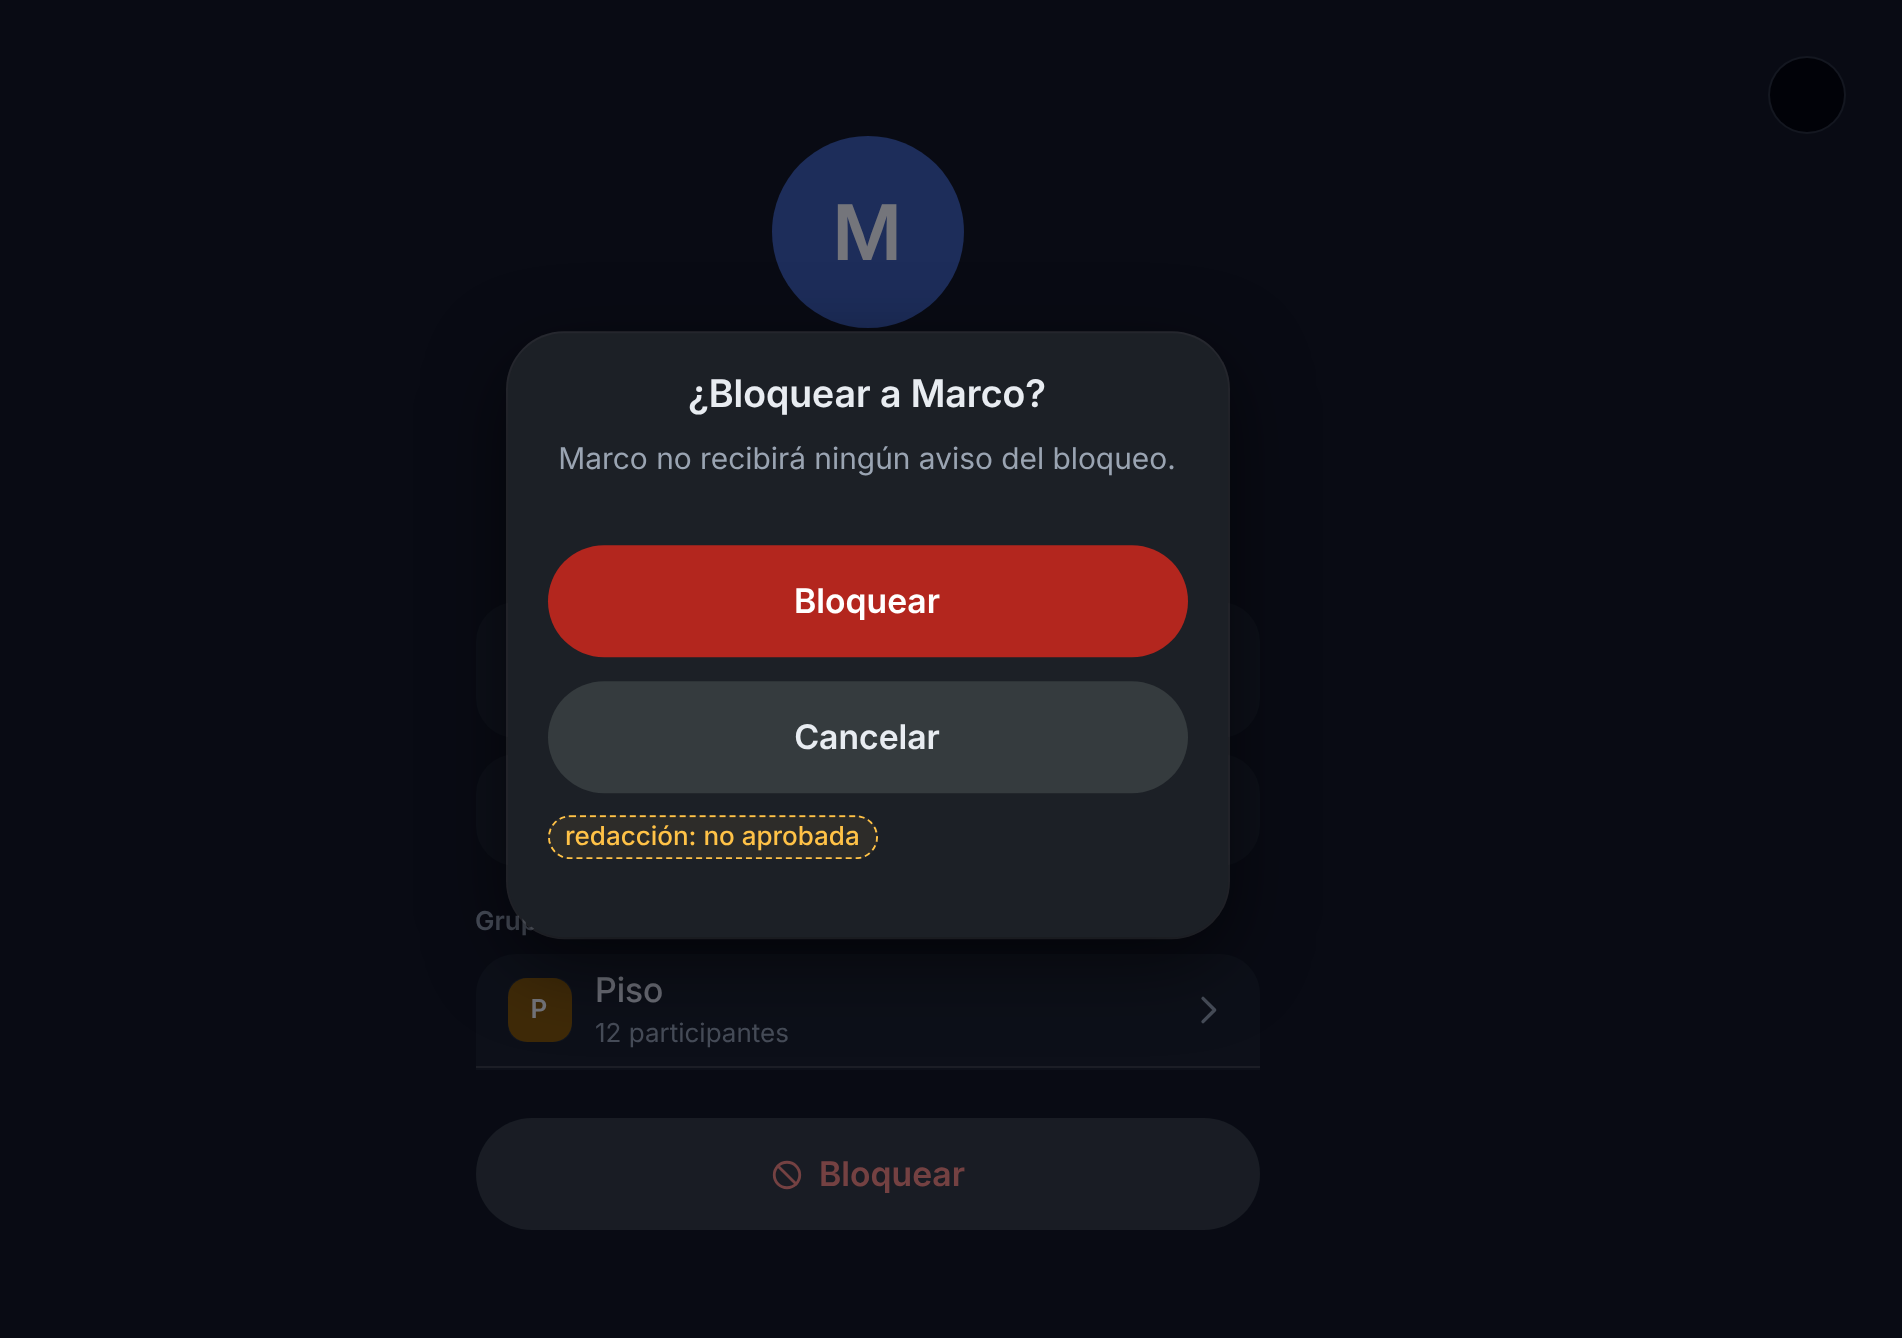 M
¿Bloquear a Marco?
Marco no recibirá ningún aviso del bloqueo.
Bloquear
Cancelar
redacción: no aprobada
P
Piso
12 participantes
Bloquear